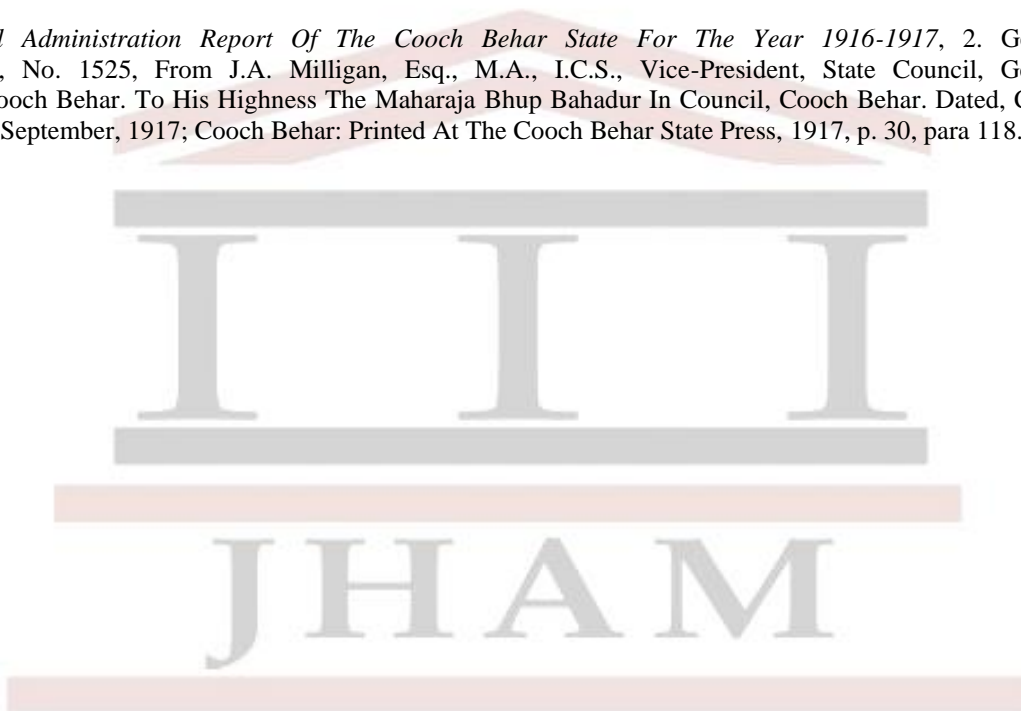 Administration Report Of The Cooch Behar State For The Year 1916-1917, 2.
No. 1525, From J.A. Milligan, Esq., M.A., I.C.S., Vice-President, State Council,
Cooch Behar. To His Highness The Maharaja Bhup Bahadur In Council, Cooch Behar. Dated,
September, 1917; Cooch Behar: Printed At The Cooch Behar State Press, 1917, p. 30, para 118.
JHAM